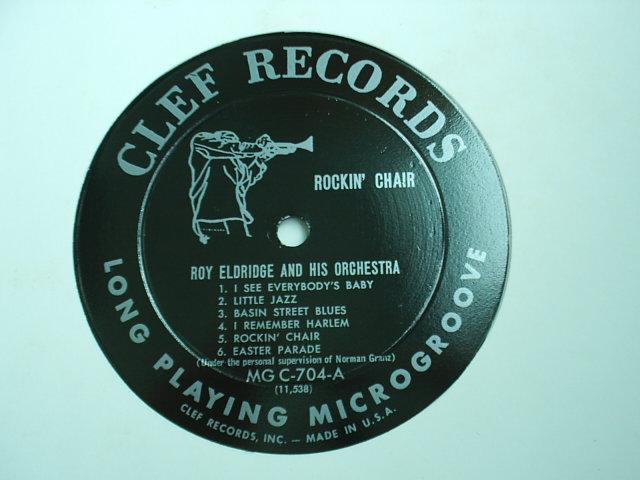 CLEF RECORDS
ROCKIN' CHAIR
ROY ELDRIDGE AND HIS ORCHESTRA
1. I SEE EVERYBODY'S BABY
2. LITTLE JAZZ
3. BASIN STREET BLUES
4. I REMEMBER HARLEM
5. ROCKIN' CHAIR
6. EASTER PARADE
(Under the personal supervision of Norman Granz)
MG C-704-A
(11,538)
LONG PLAYING MICROGROOVE
CLEF RECORDS, INC. — MADE IN U.S.A.